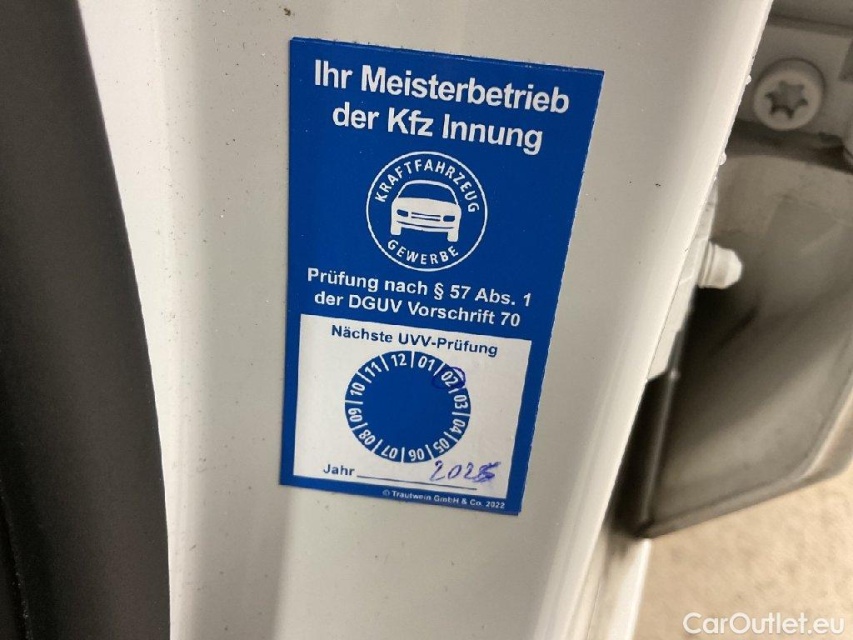 Ihr Meisterbetrieb
der Kfz Innung
KRAFTFAHRZEUG
GEWERBE
Prüfung nach § 57 Abs. 1
der DGUV Vorschrift 70
Nächste UVV-Prüfung
01 02 03 04 05 06 07 08 09 10 11 12
Jahr 2025
© Trautwein GmbH & Co. 2022
CarOutlet.eu